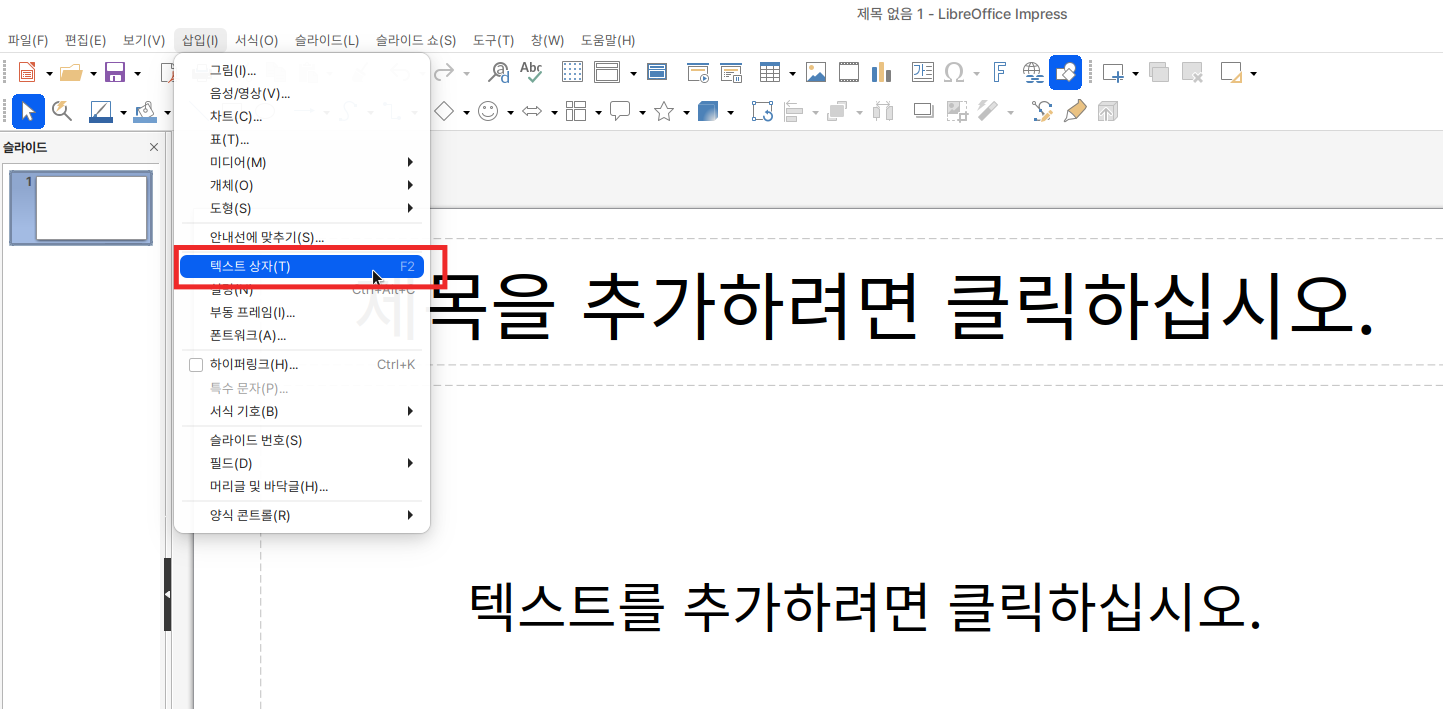 제목 없음 1 - LibreOffice Impress
파일(F) 편집(E) 보기(V) 삽입(I) 서식(O) 슬라이드(L) 슬라이드 쇼(S) 도구(T) 창(W) 도움말(H)
Abc
슬라이드
1
그림(I)...
음성/영상(V)...
차트(C)...
표(T)...
미디어(M)
개체(O)
도형(S)
안내선에 맞추기(S)...
텍스트 상자(T) F2
설명(N) Ctrl+Alt+C
부동 프레임(I)...
폰트워크(A)...
하이퍼링크(H)... Ctrl+K
특수 문자(P)...
서식 기호(B)
슬라이드 번호(S)
필드(D)
머리글 및 바닥글(H)...
양식 콘트롤(R)
제목을 추가하려면 클릭하십시오.
텍스트를 추가하려면 클릭하십시오.